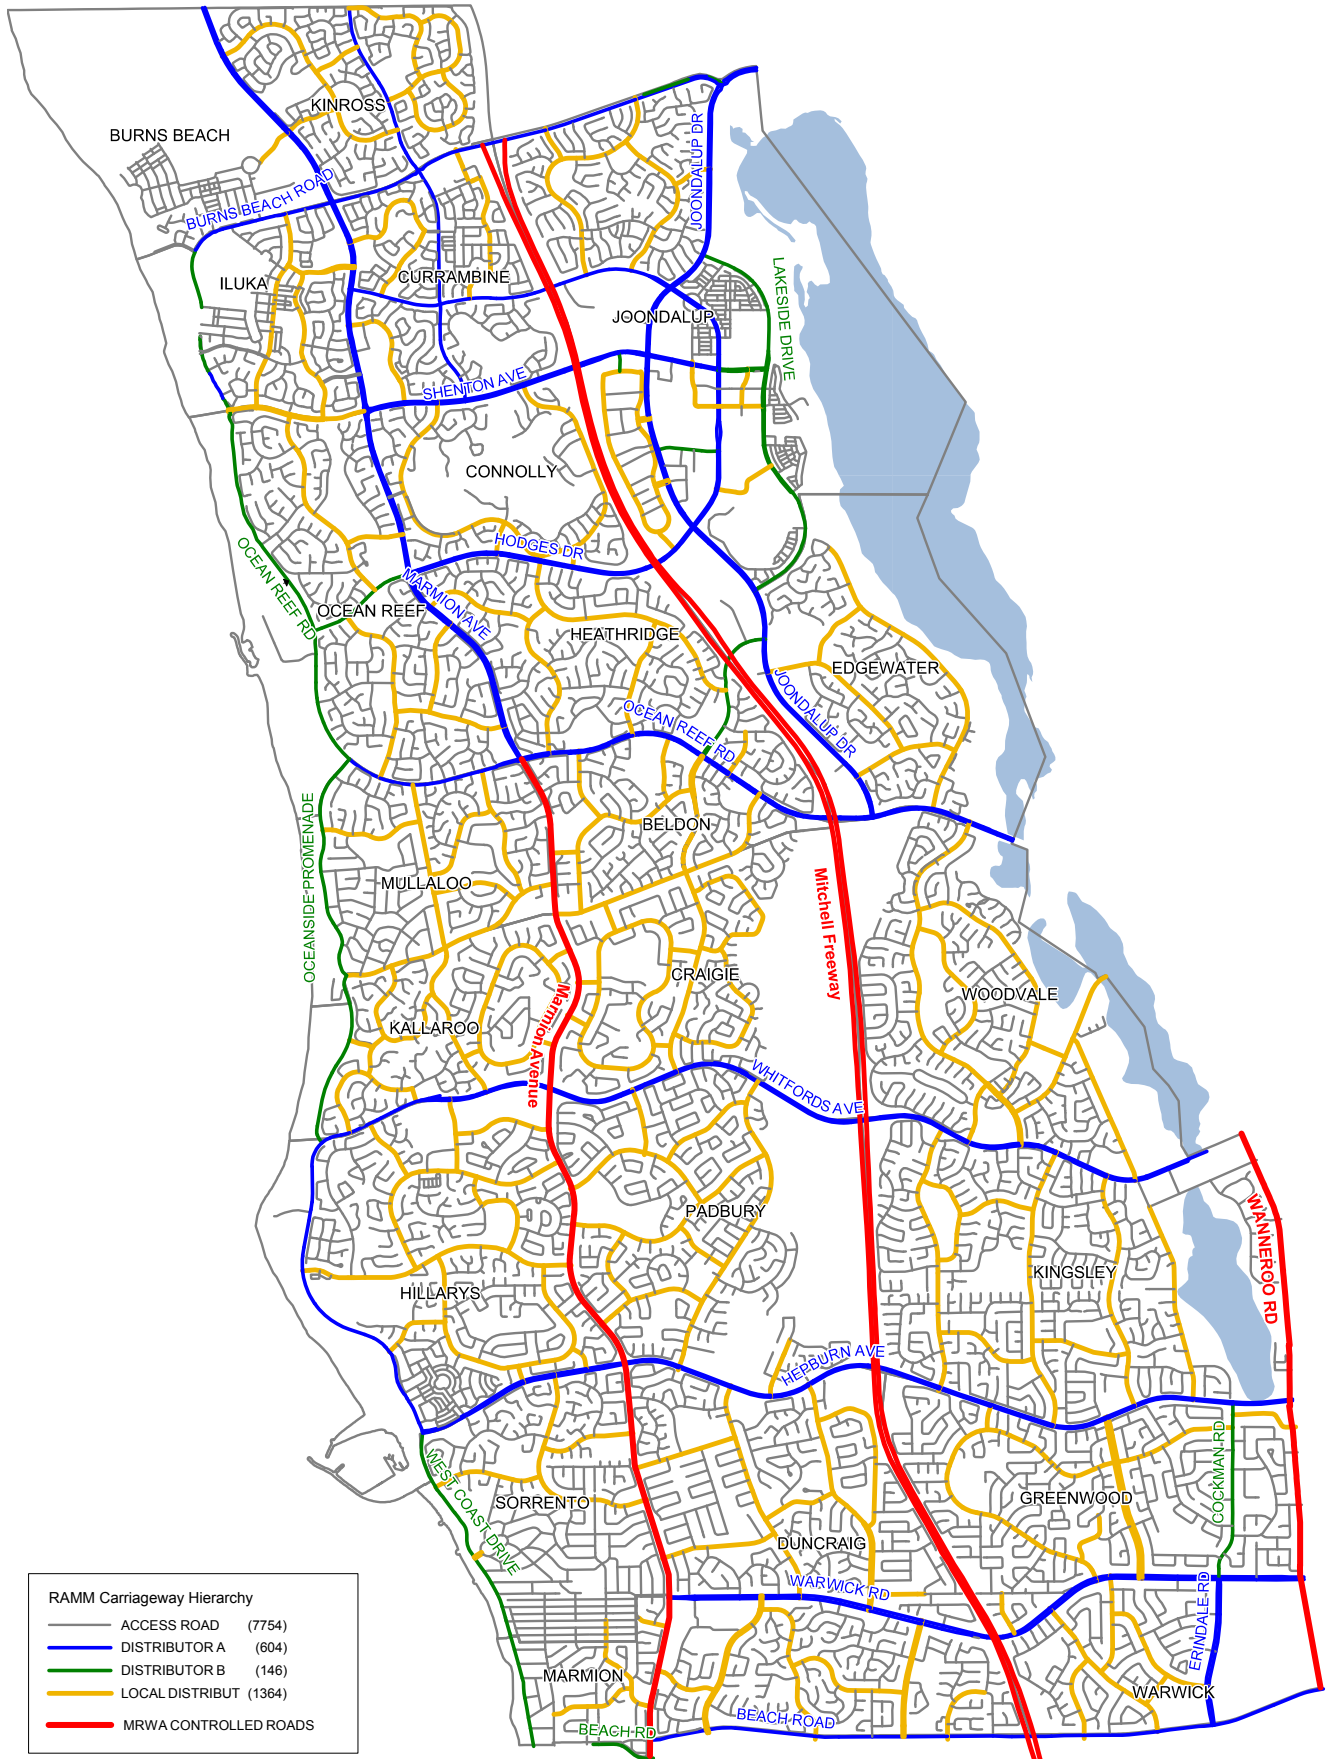 KINROSS
BURNS BEACH
JOONDALUP DR
BURNS BEACH ROAD
ILUKA
CURRAMBINE
LAKESIDE DRIVE
JOONDALUP
SHENTON AVE
CONNOLLY
HODGES DR
OCEAN REEF RD
MARMION AVE
OCEAN REEF
HEATHRIDGE
EDGEWATER
JOONDALUP DR
OCEAN REEF RD
OCEANSIDE PROMENADE
BELDON
MULLALOO
Mitchell Freeway
CRAIGIE
WOODVALE
Marmion Avenue
KALLAROO
WHITFORDS AVE
PADBURY
WANNEROO RD
KINGSLEY
HILLARYS
HEPBURN AVE
COCKMAN RD
WEST COAST DRIVE
SORRENTO
GREENWOOD
DUNCRAIG
WARWICK RD
ERINDALE RD
MARMION
WARWICK
BEACH RD
BEACH ROAD
RAMM Carriageway Hierarchy
ACCESS ROAD (7754)
DISTRIBUTOR A (604)
DISTRIBUTOR B (146)
LOCAL DISTRIBUT (1364)
MRWA CONTROLLED ROADS